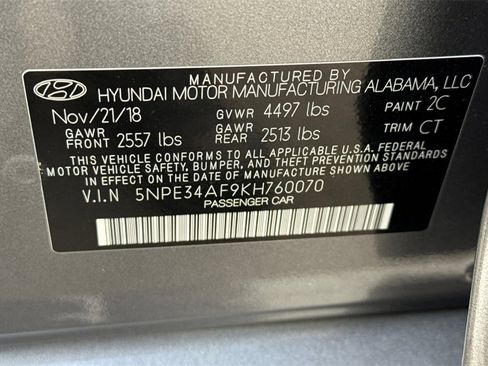 MANUFACTURED BY
HYUNDAI MOTOR MANUFACTURING ALABAMA, LLC
Nov/21/18 GVWR 4497 lbs PAINT 2C
GAWR FRONT 2557 lbs GAWR REAR 2513 lbs TRIM CT
THIS VEHICLE CONFORMS TO ALL APPLICABLE U.S.A. FEDERAL
MOTOR VEHICLE SAFETY, BUMPER, AND THEFT PREVENTION
STANDARDS IN EFFECT ON THE DATE OF MANUFACTURE SHOWN ABOVE.
V.I.N 5NPE34AF9KH760070
PASSENGER CAR